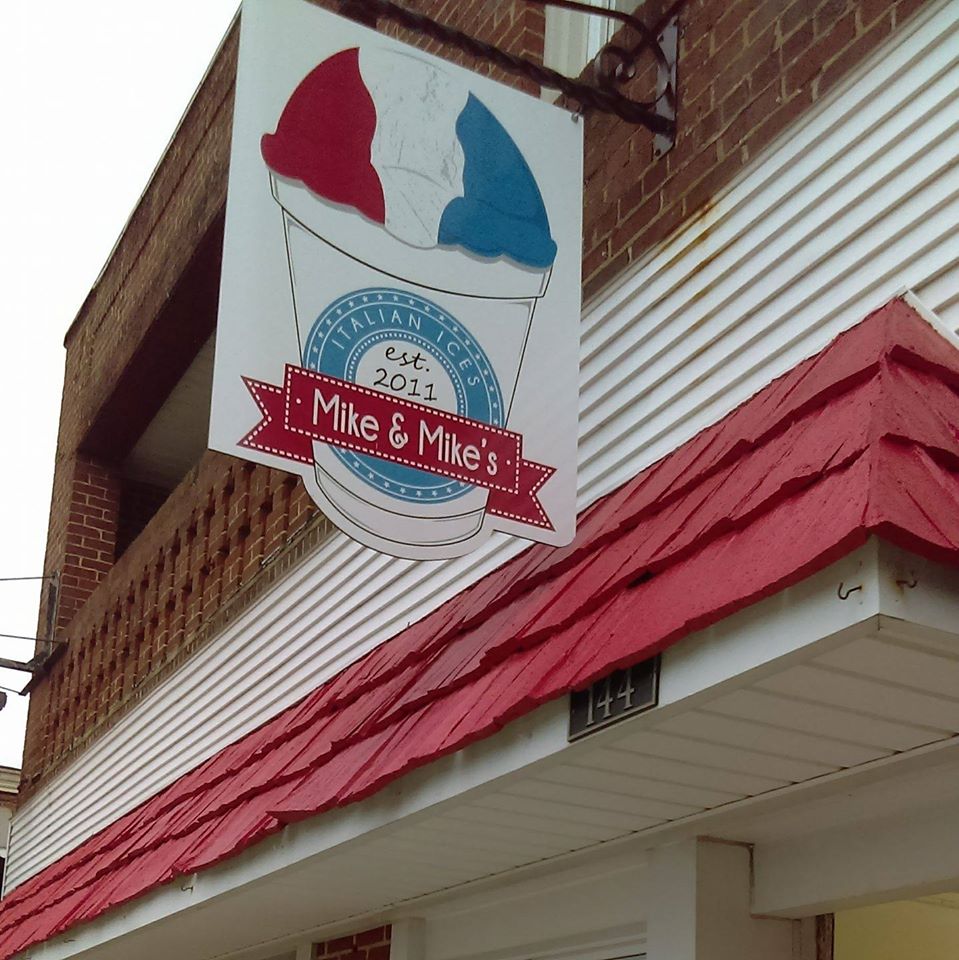 ITALIAN ICES
est.
2011
Mike & Mike's
144